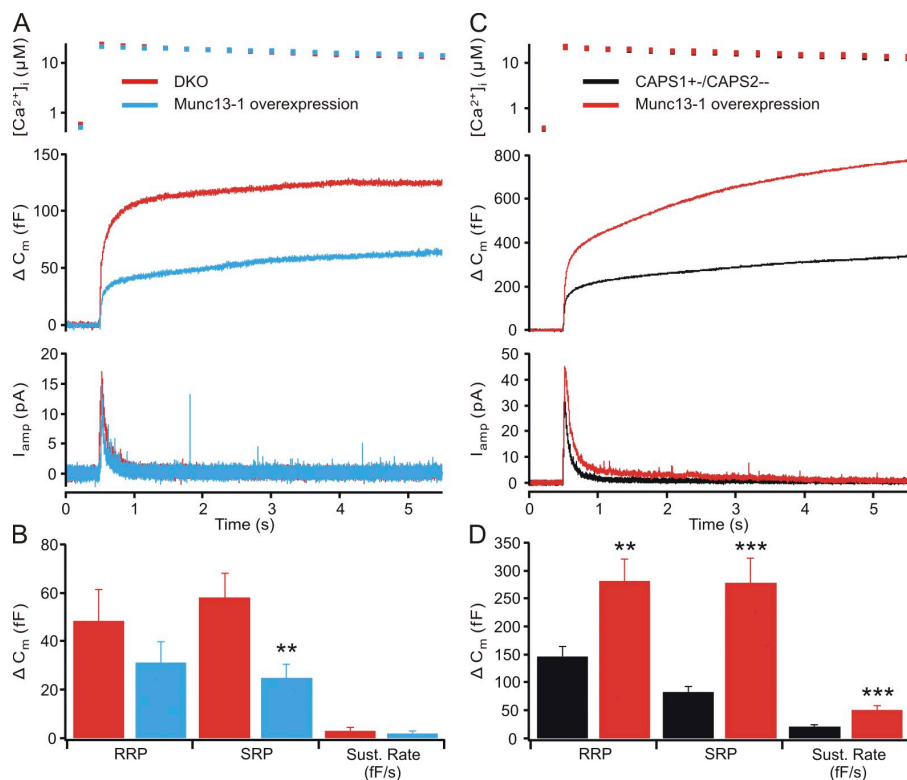 A
[Ca²⁺]ᵢ (µM)
1
DKO
Munc13-1 overexpression
Δ Cₘ (fF)
150
100
50
0
I_amp (pA)
20
15
10
5
0
0 1 2 3 4 5
Time (s)
C
[Ca²⁺]ᵢ (µM)
10
1
CAPS1+-/CAPS2--
Munc13-1 overexpression
Δ Cₘ (fF)
800
600
400
200
0
I_amp (pA)
50
40
30
20
10
0
0 1 2 3 4 5
Time (s)
B
Δ Cₘ (fF)
80
60
40
20
0
**
RRP SRP Sust. Rate
(fF/s)
D
Δ Cₘ (fF)
350
300
250
200
150
100
50
0
** *** ***
RRP SRP Sust. Rate
(fF/s)